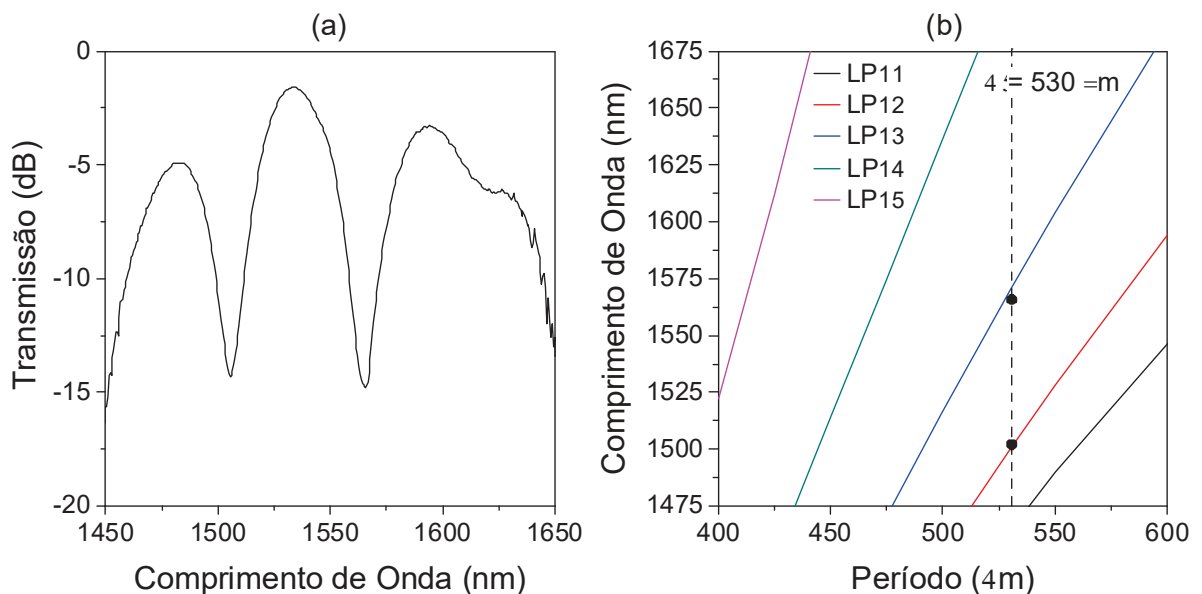 (a)
0
-5
-10
-15
-20
Transmissão (dB)
1450
1500
1550
1600
1650
Comprimento de Onda (nm)
(b)
1675
1650
1625
1600
1575
1550
1525
1500
1475
Comprimento de Onda (nm)
LP11
LP12
LP13
LP14
LP15
= 530 =m
400
450
500
550
600
Período (4m)